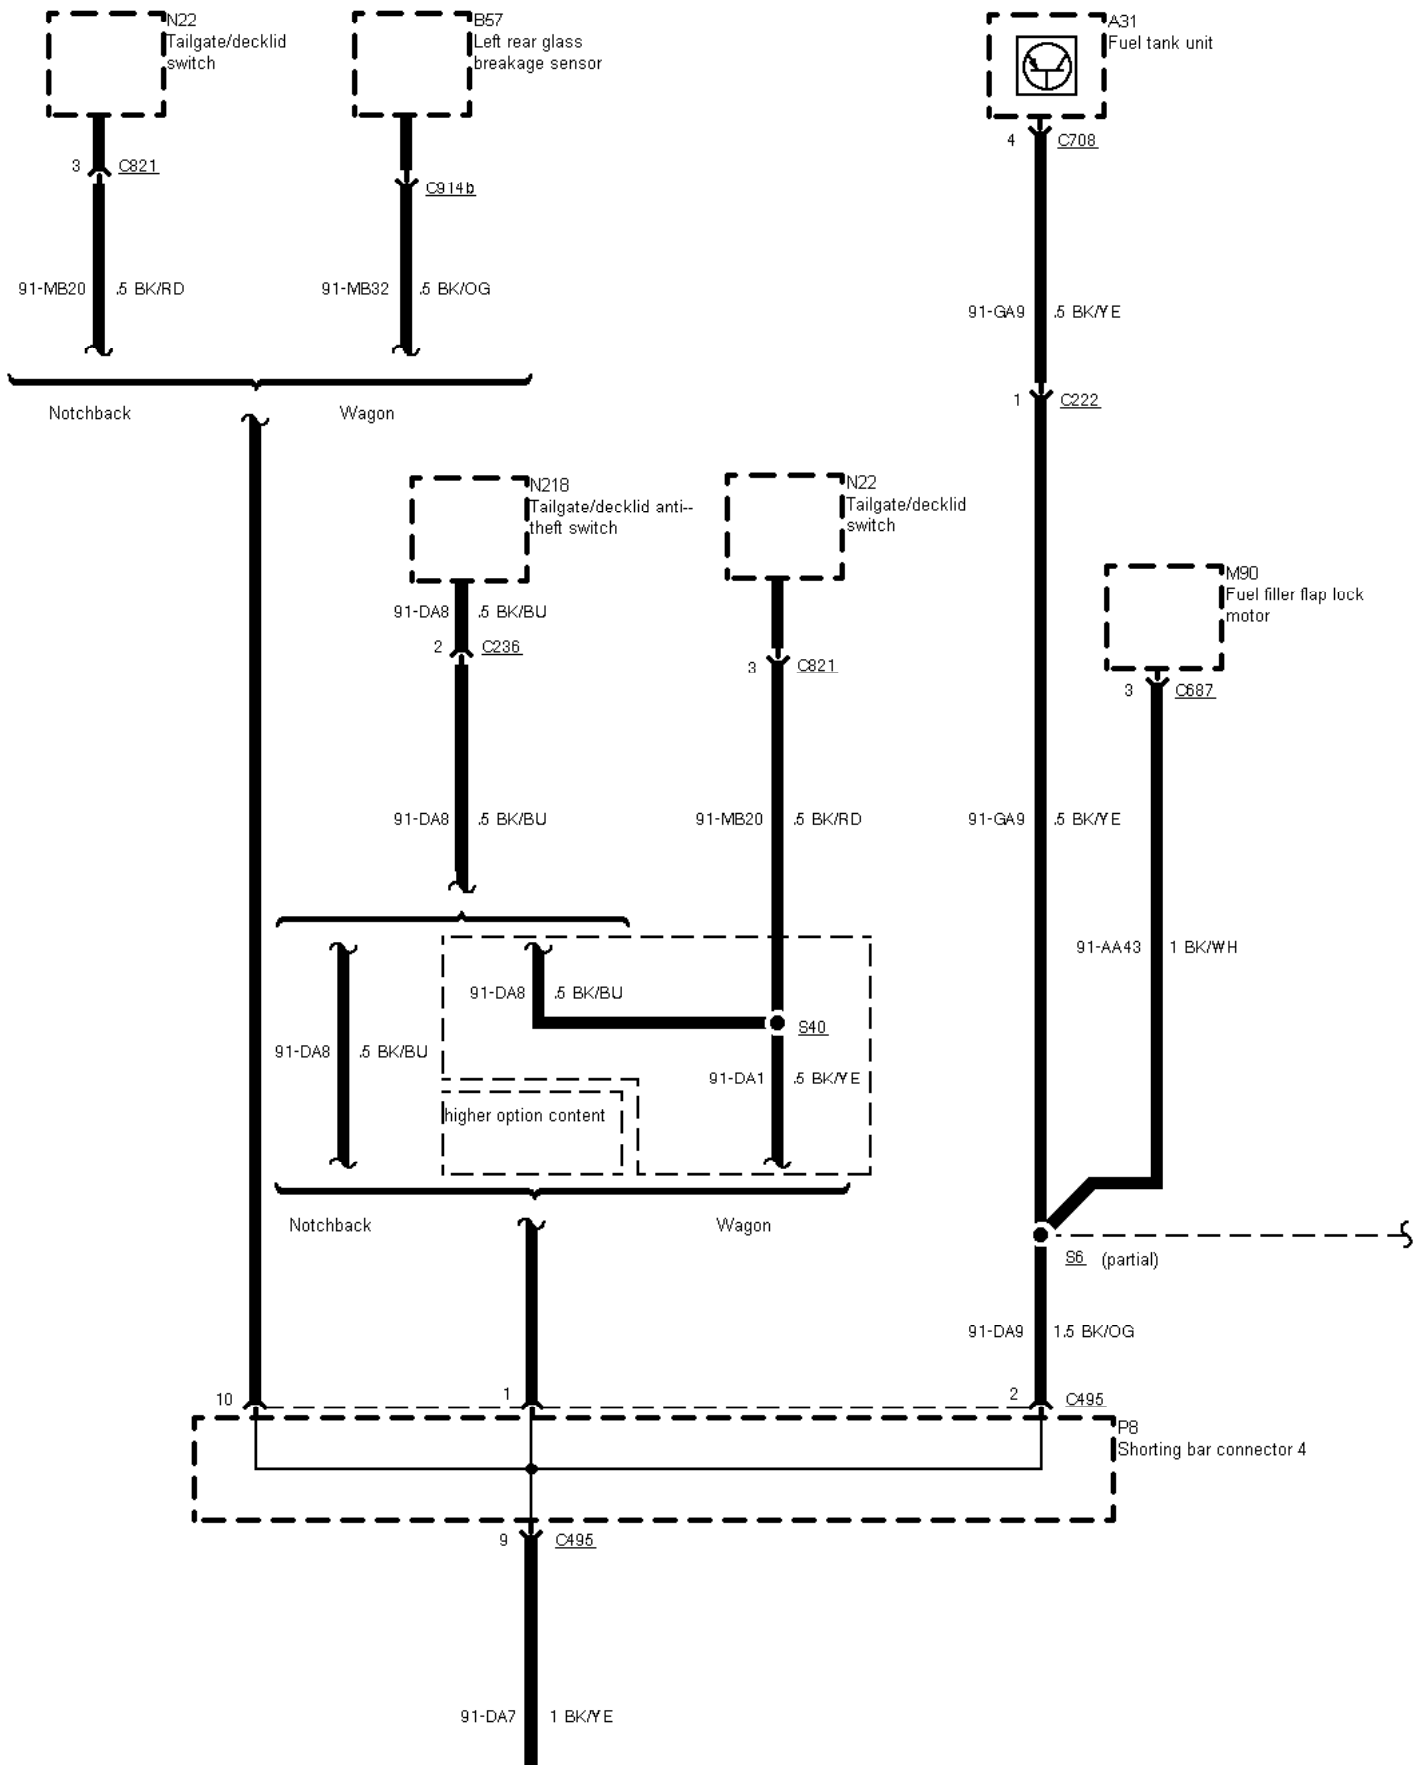 N22
Tailgate/decklid
switch
B57
Left rear glass
breakage sensor
A31
Fuel tank unit
3 C821
C914b
4 C708
91-MB20 .5 BK/RD
91-MB32 .5 BK/OG
91-GA9 .5 BK/YE
Notchback
Wagon
1 C222
N218
Tailgate/decklid anti--
theft switch
N22
Tailgate/decklid
switch
M90
Fuel filler flap lock
motor
91-DA8 .5 BK/BU
2 C236
3 C821
3 C687
91-DA8 .5 BK/BU
91-MB20 .5 BK/RD
91-GA9 .5 BK/YE
91-AA43 1 BK/WH
91-DA8 .5 BK/BU
S40
91-DA8 .5 BK/BU
91-DA1 .5 BK/YE
higher option content
Notchback
Wagon
S6 (partial)
91-DA9 1.5 BK/OG
10
1
2 C495
P8
Shorting bar connector 4
9 C495
91-DA7 1 BK/YE